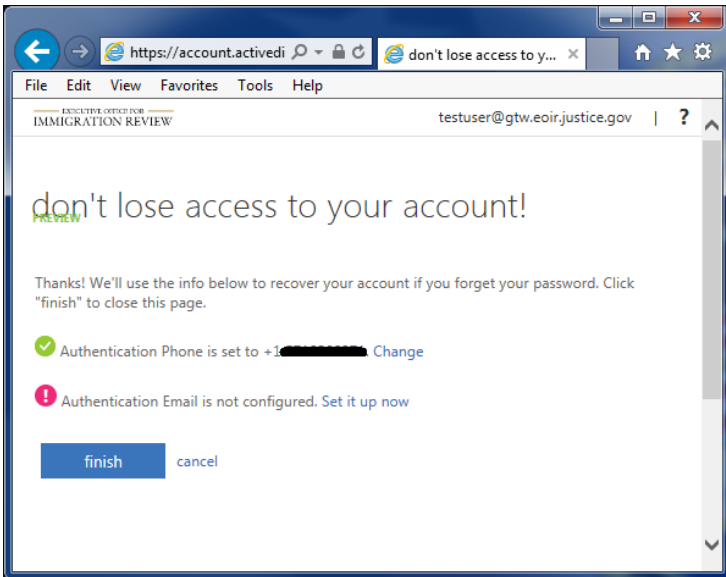 https://account.activedi
don't lose access to y...
File Edit View Favorites Tools Help
EXECUTIVE OFFICE FOR
IMMIGRATION REVIEW
testuser@gtw.eoir.justice.gov | ?
don't lose access to your account!
PREVIEW
Thanks! We'll use the info below to recover your account if you forget your password. Click
"finish" to close this page.
Authentication Phone is set to +1 Change
Authentication Email is not configured. Set it up now
finish cancel